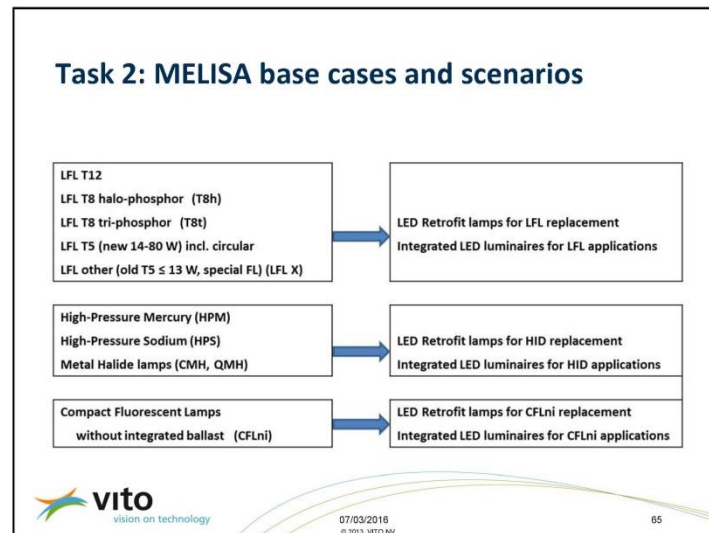 Task 2: MELISA base cases and scenarios
LFL T12
LFL T8 halo-phosphor (T8h)
LFL T8 tri-phosphor (T8t)
LFL T5 (new 14-80 W) incl. circular
LFL other (old T5 ≤ 13 W, special FL) (LFL X)
LED Retrofit lamps for LFL replacement
Integrated LED luminaires for LFL applications
High-Pressure Mercury (HPM)
High-Pressure Sodium (HPS)
Metal Halide lamps (CMH, QMH)
LED Retrofit lamps for HID replacement
Integrated LED luminaires for HID applications
Compact Fluorescent Lamps
without integrated ballast (CFLni)
LED Retrofit lamps for CFLni replacement
Integrated LED luminaires for CFLni applications
vito
vision on technology
07/03/2016
65
© 2013, VITO NV